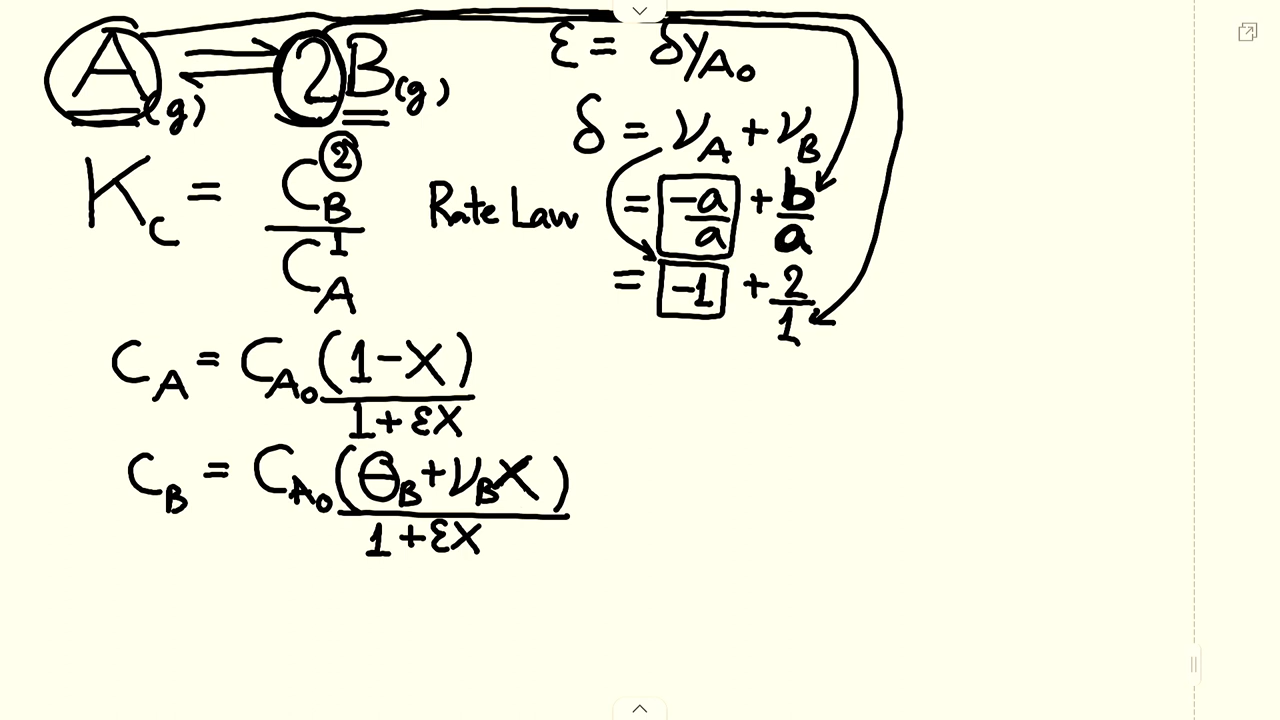 A(g) ⇌ 2B(g)
ε = δy_A₀
δ = ν_A + ν_B
= -a/a + b/a
= -1 + 2/1
K_C = C_B^2 / C_A^1
Rate Law
C_A = C_A₀ (1-X) / 1+εX
C_B = C_A₀ (Θ_B + ν_B X) / 1+εX